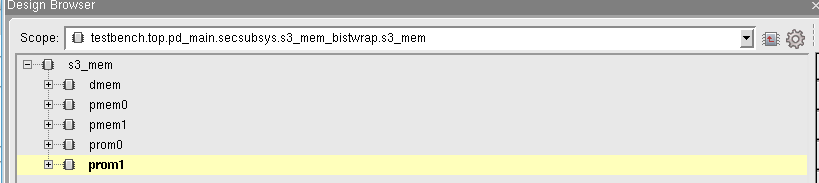 Design Browser
Scope: testbench.top.pd_main.secsubsys.s3_mem_bistwrap.s3_mem
s3_mem
dmem
pmem0
pmem1
prom0
prom1